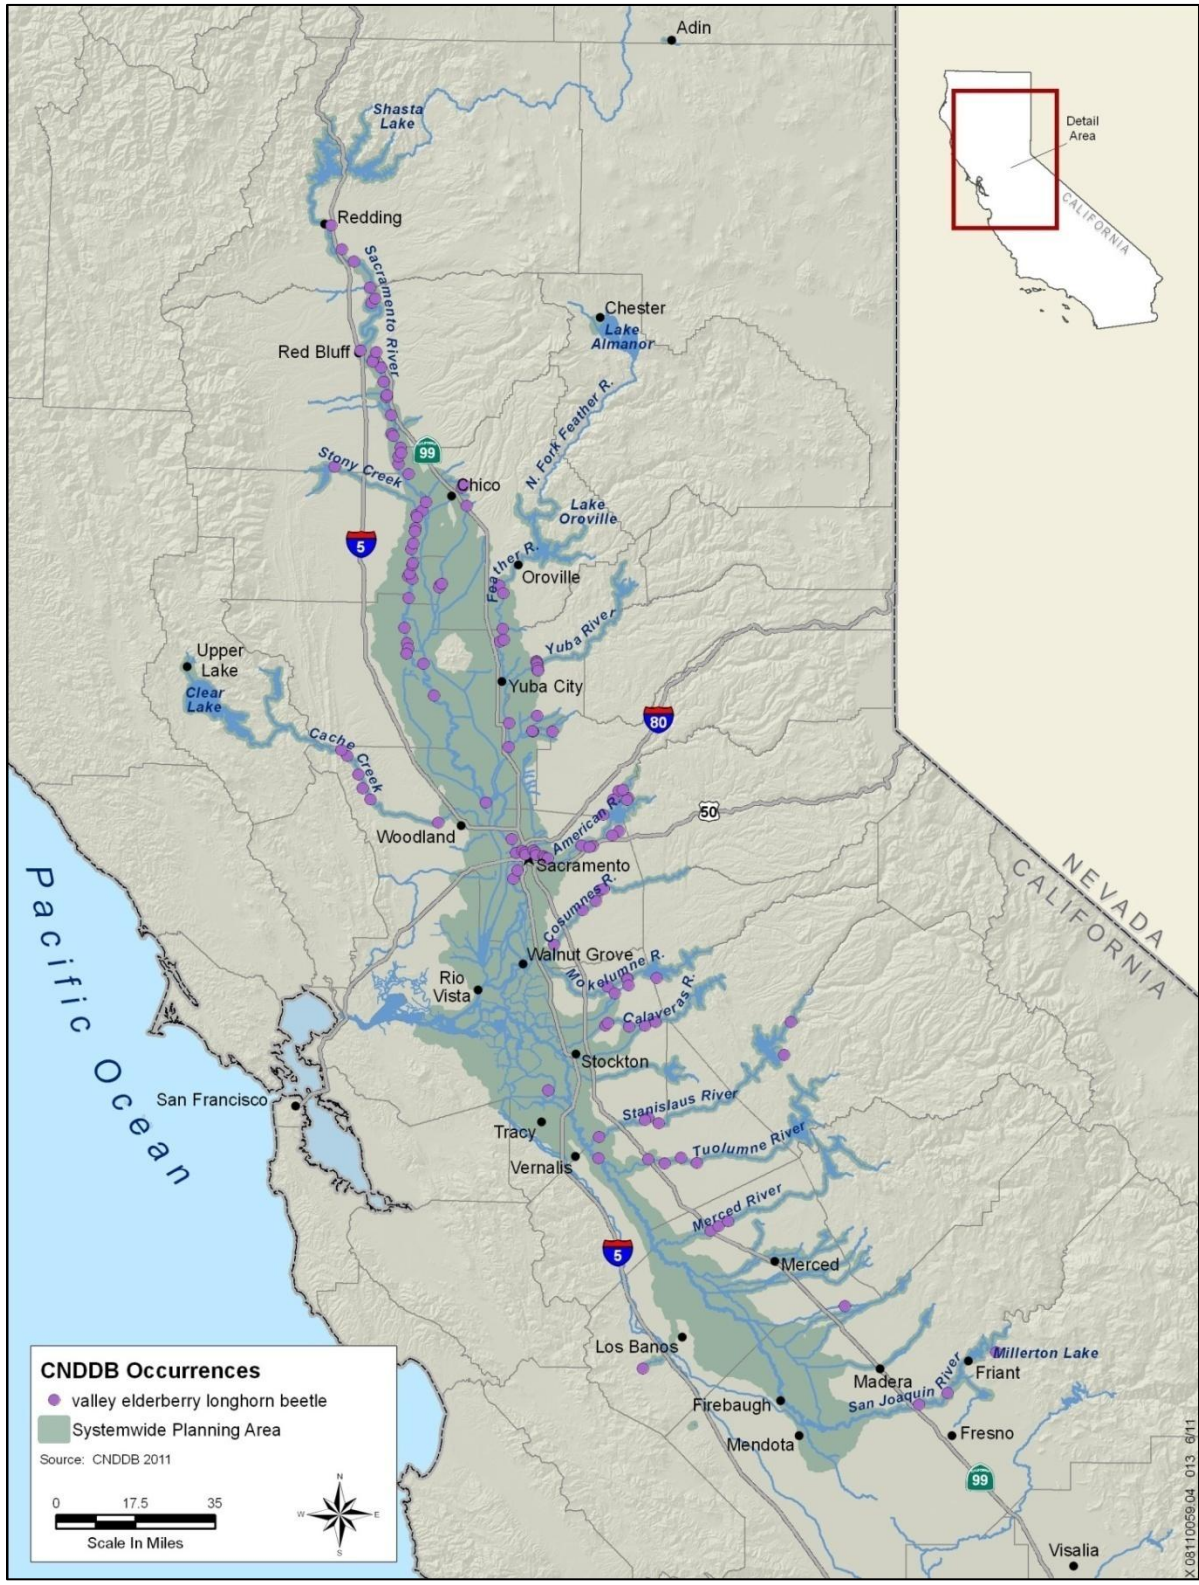 Adin
Shasta
Lake
Detail
Area
CALIFORNIA
Redding
Sacramento River
Chester
Lake
Almanor
Red Bluff
N. Fork Feather R.
99
Stony Creek
Chico
Lake
Oroville
5
Feather R.
Oroville
Yuba River
Upper
Lake
Clear
Lake
Yuba City
80
Cache Creek
50
American R.
Woodland
Sacramento
NEVADA
CALIFORNIA
Cosumnes R.
Pacific Ocean
Walnut Grove
Mokelumne R.
Rio
Vista
Calaveras R.
Stockton
San Francisco
Stanislaus River
Tracy
Tuolumne River
Vernalis
Merced River
5
Merced
Los Banos
Millerton Lake
Friant
Madera
San Joaquin River
Firebaugh
Mendota
Fresno
99
Visalia
CNDDB Occurrences
valley elderberry longhorn beetle
Systemwide Planning Area
Source: CNDDB 2011
0 17.5 35
Scale In Miles
N
W E
S
X 08110059.04 013 6/11